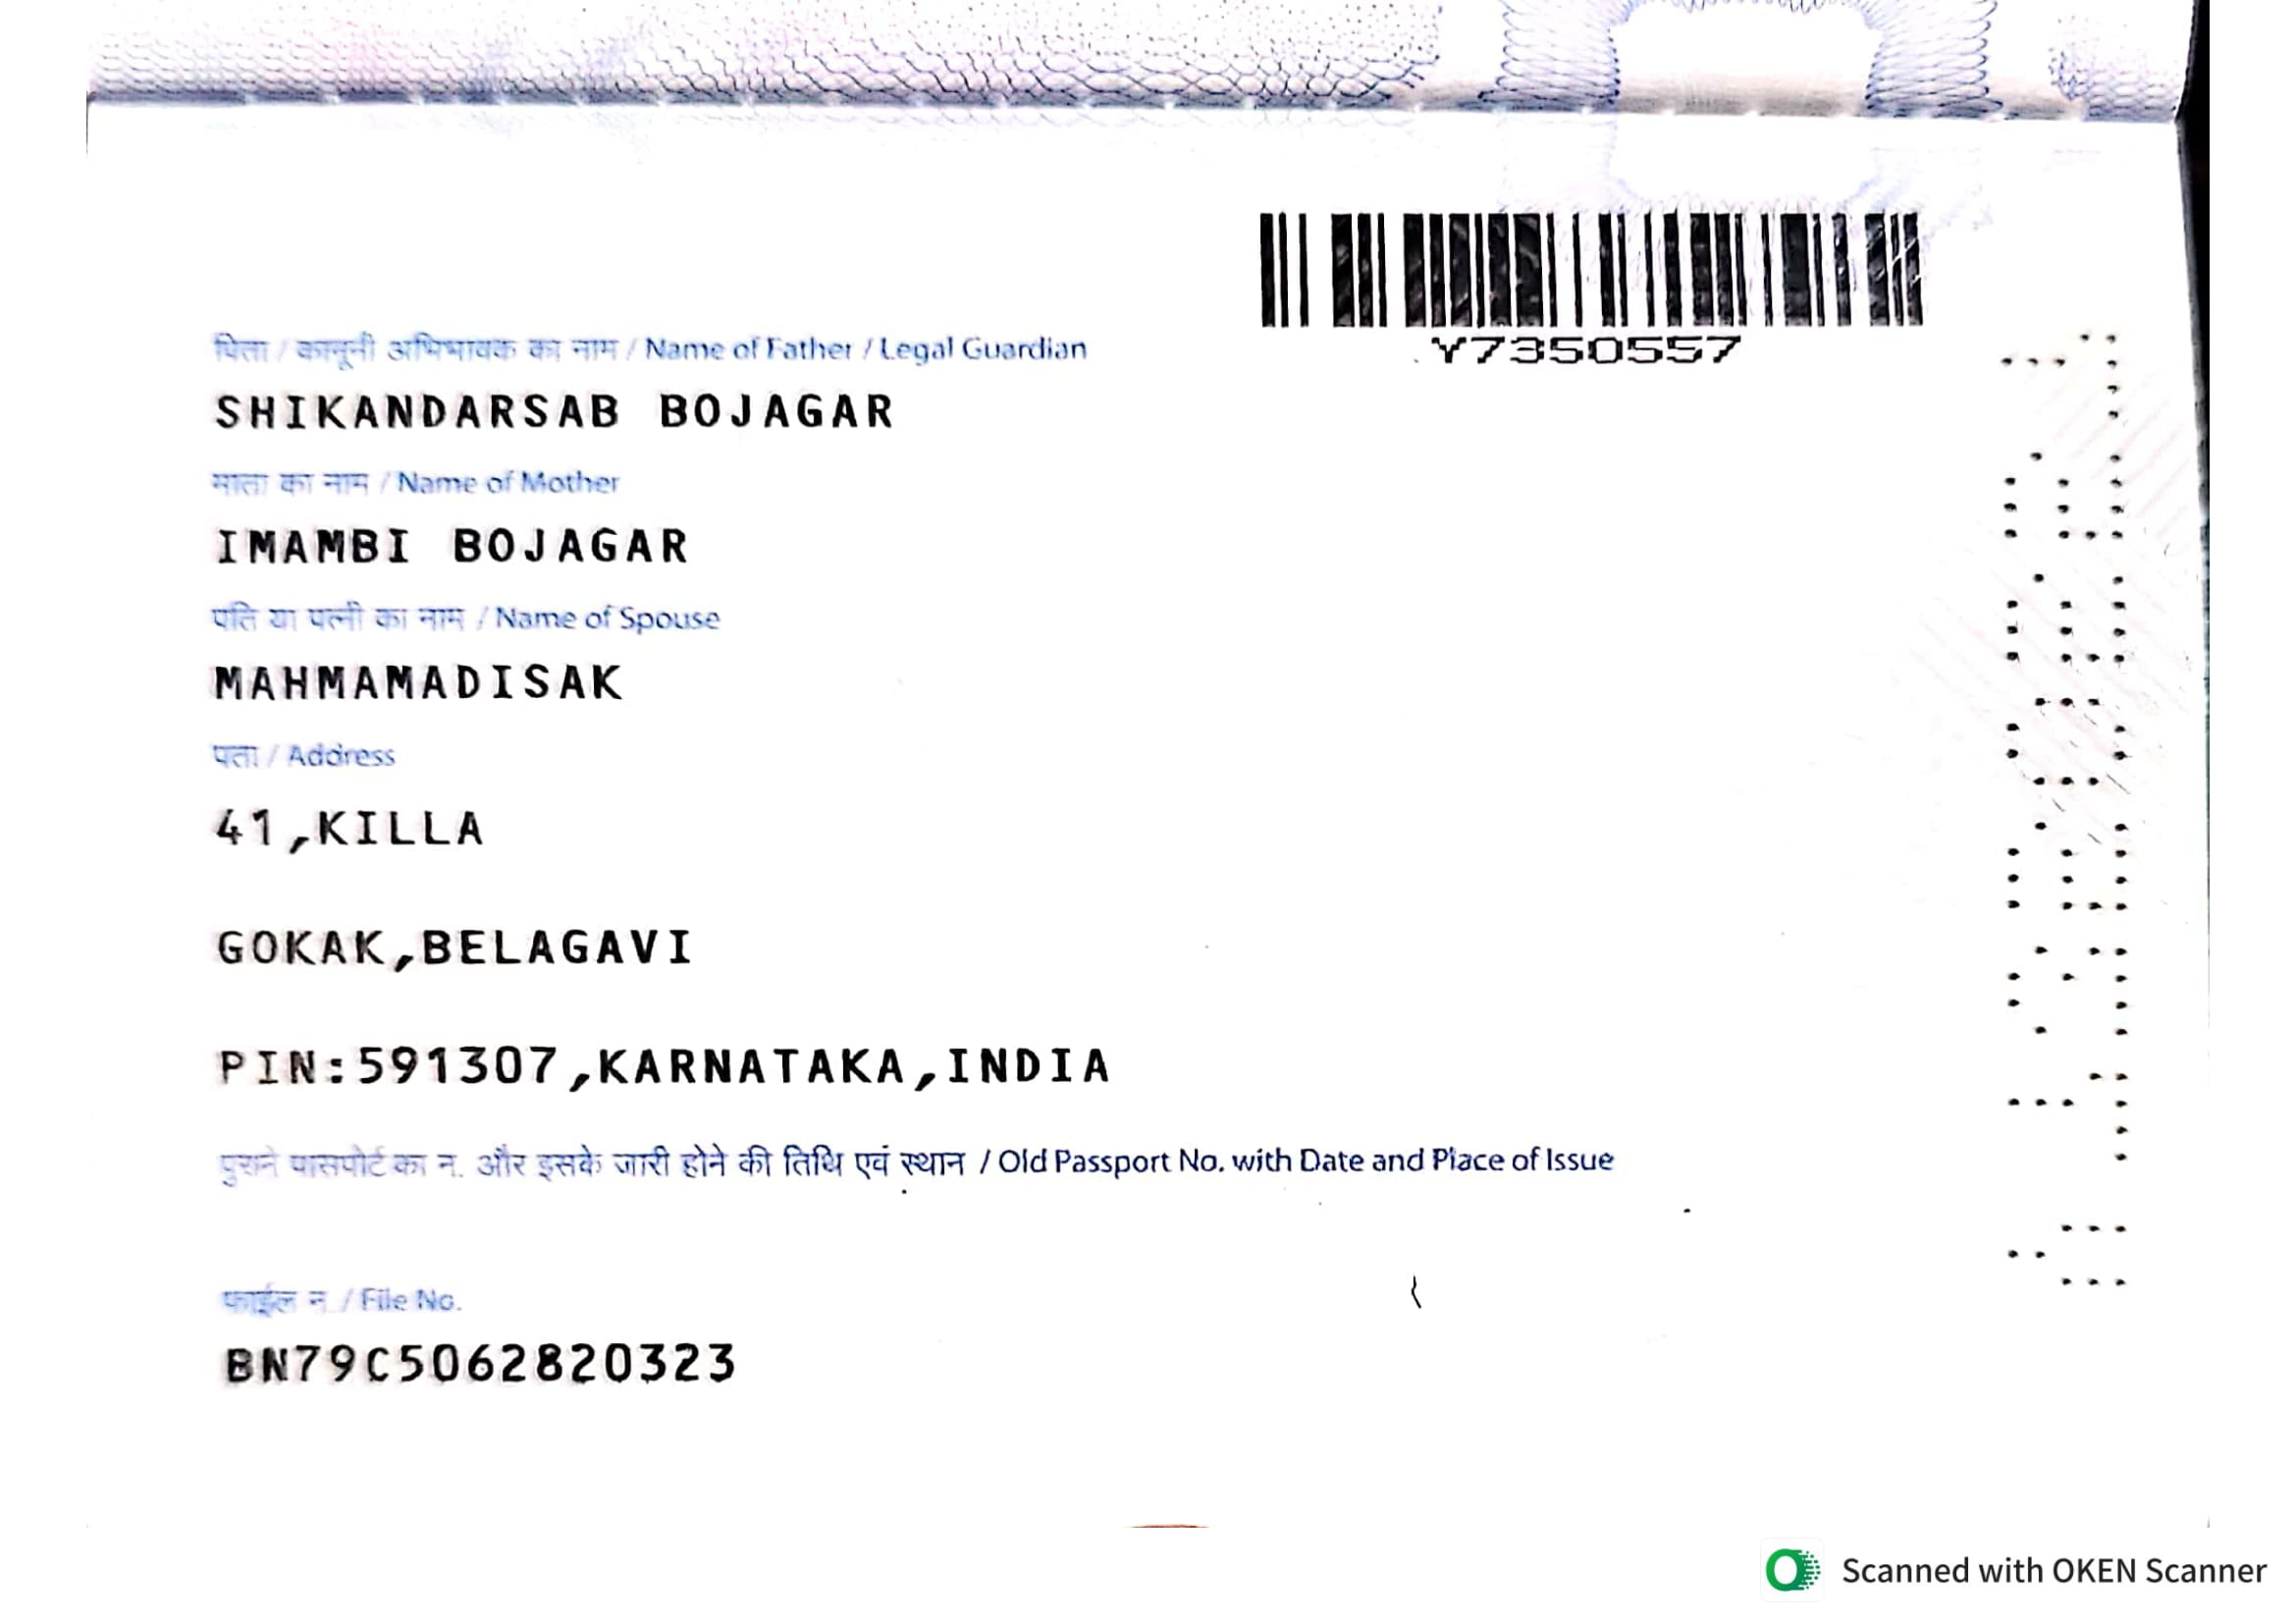 Y7350557
पिता / कानूनी अभिभावक का नाम / Name of Father / Legal Guardian
SHIKANDARSAB BOJAGAR
माता का नाम / Name of Mother
IMAMBI BOJAGAR
पति या पत्नी का नाम / Name of Spouse
MAHMAMADISAK
पता / Address
41,KILLA
GOKAK,BELAGAVI
PIN:591307,KARNATAKA,INDIA
पुराने पासपोर्ट का न. और इसके जारी होने की तिथि एवं स्थान / Old Passport No. with Date and Place of Issue
फाईल न. / File No.
BN79C5062820323
Y7350557
Scanned with OKEN Scanner